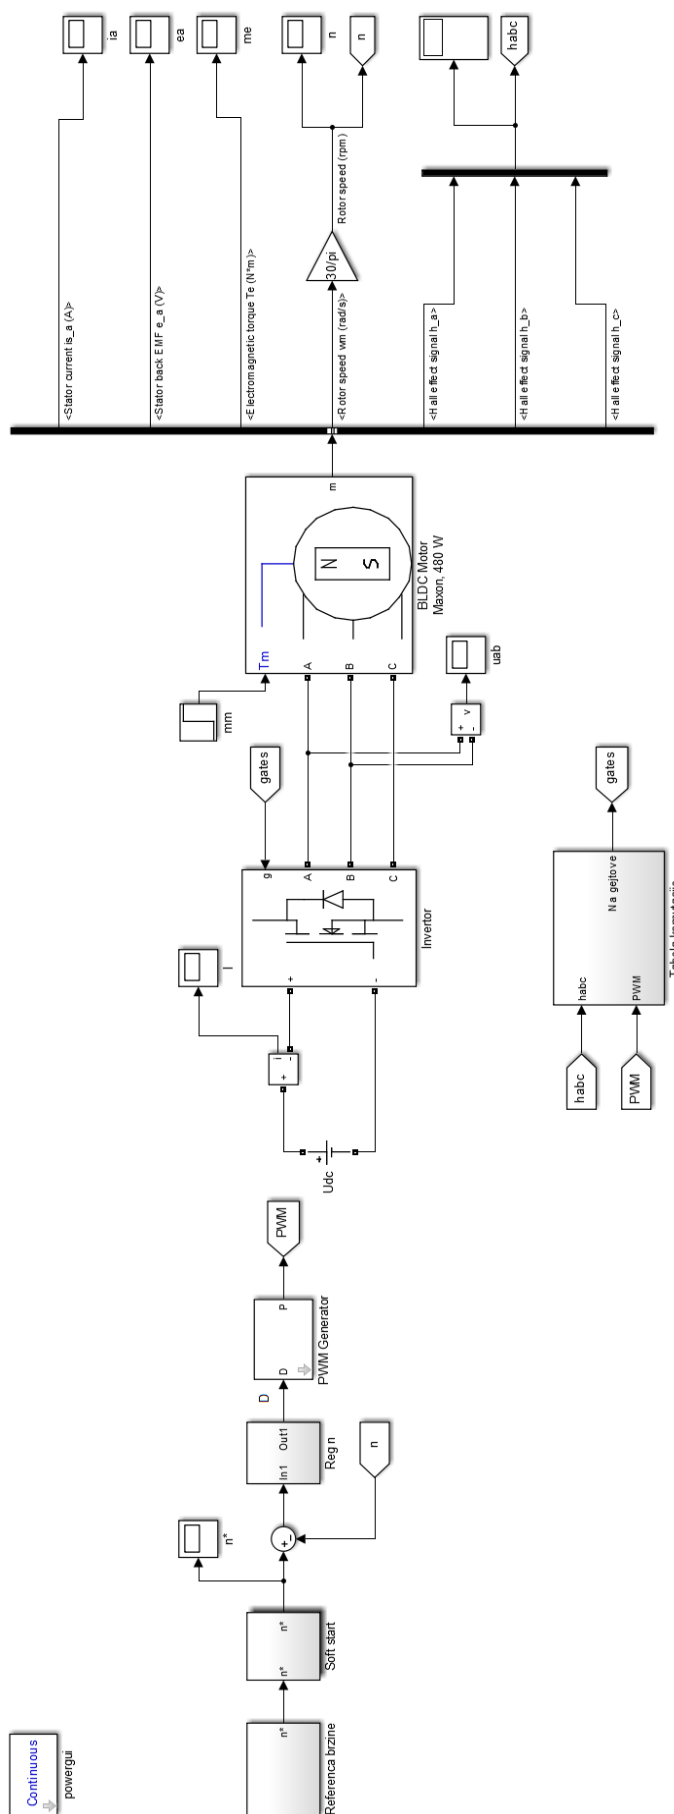 Continuous
powergui
n*
Referenca brzine
n*
n*
Soft start
n*
+
-
n
In1
Out1
Reg n
D
D
P
PWM Generator
PWM
Udc
+
+
-
i
I
+
-
g
A
B
C
Invertor
gates
mm
Tm
A
B
C
m
N
S
BLDC Motor
Maxon, 480 W
+
-
v
uab
habc
PWM
habc
PWM
Na gejtove
gates
<Stator current is_a (A)>
<Stator back EMF e_a (V)>
<Electromagnetic torque Te (N*m)>
<Rotor speed wm (rad/s)>
<Hall effect signal h_a>
<Hall effect signal h_b>
<Hall effect signal h_c>
30/pi
Rotor speed (rpm)
ia
ea
me
n
n
habc